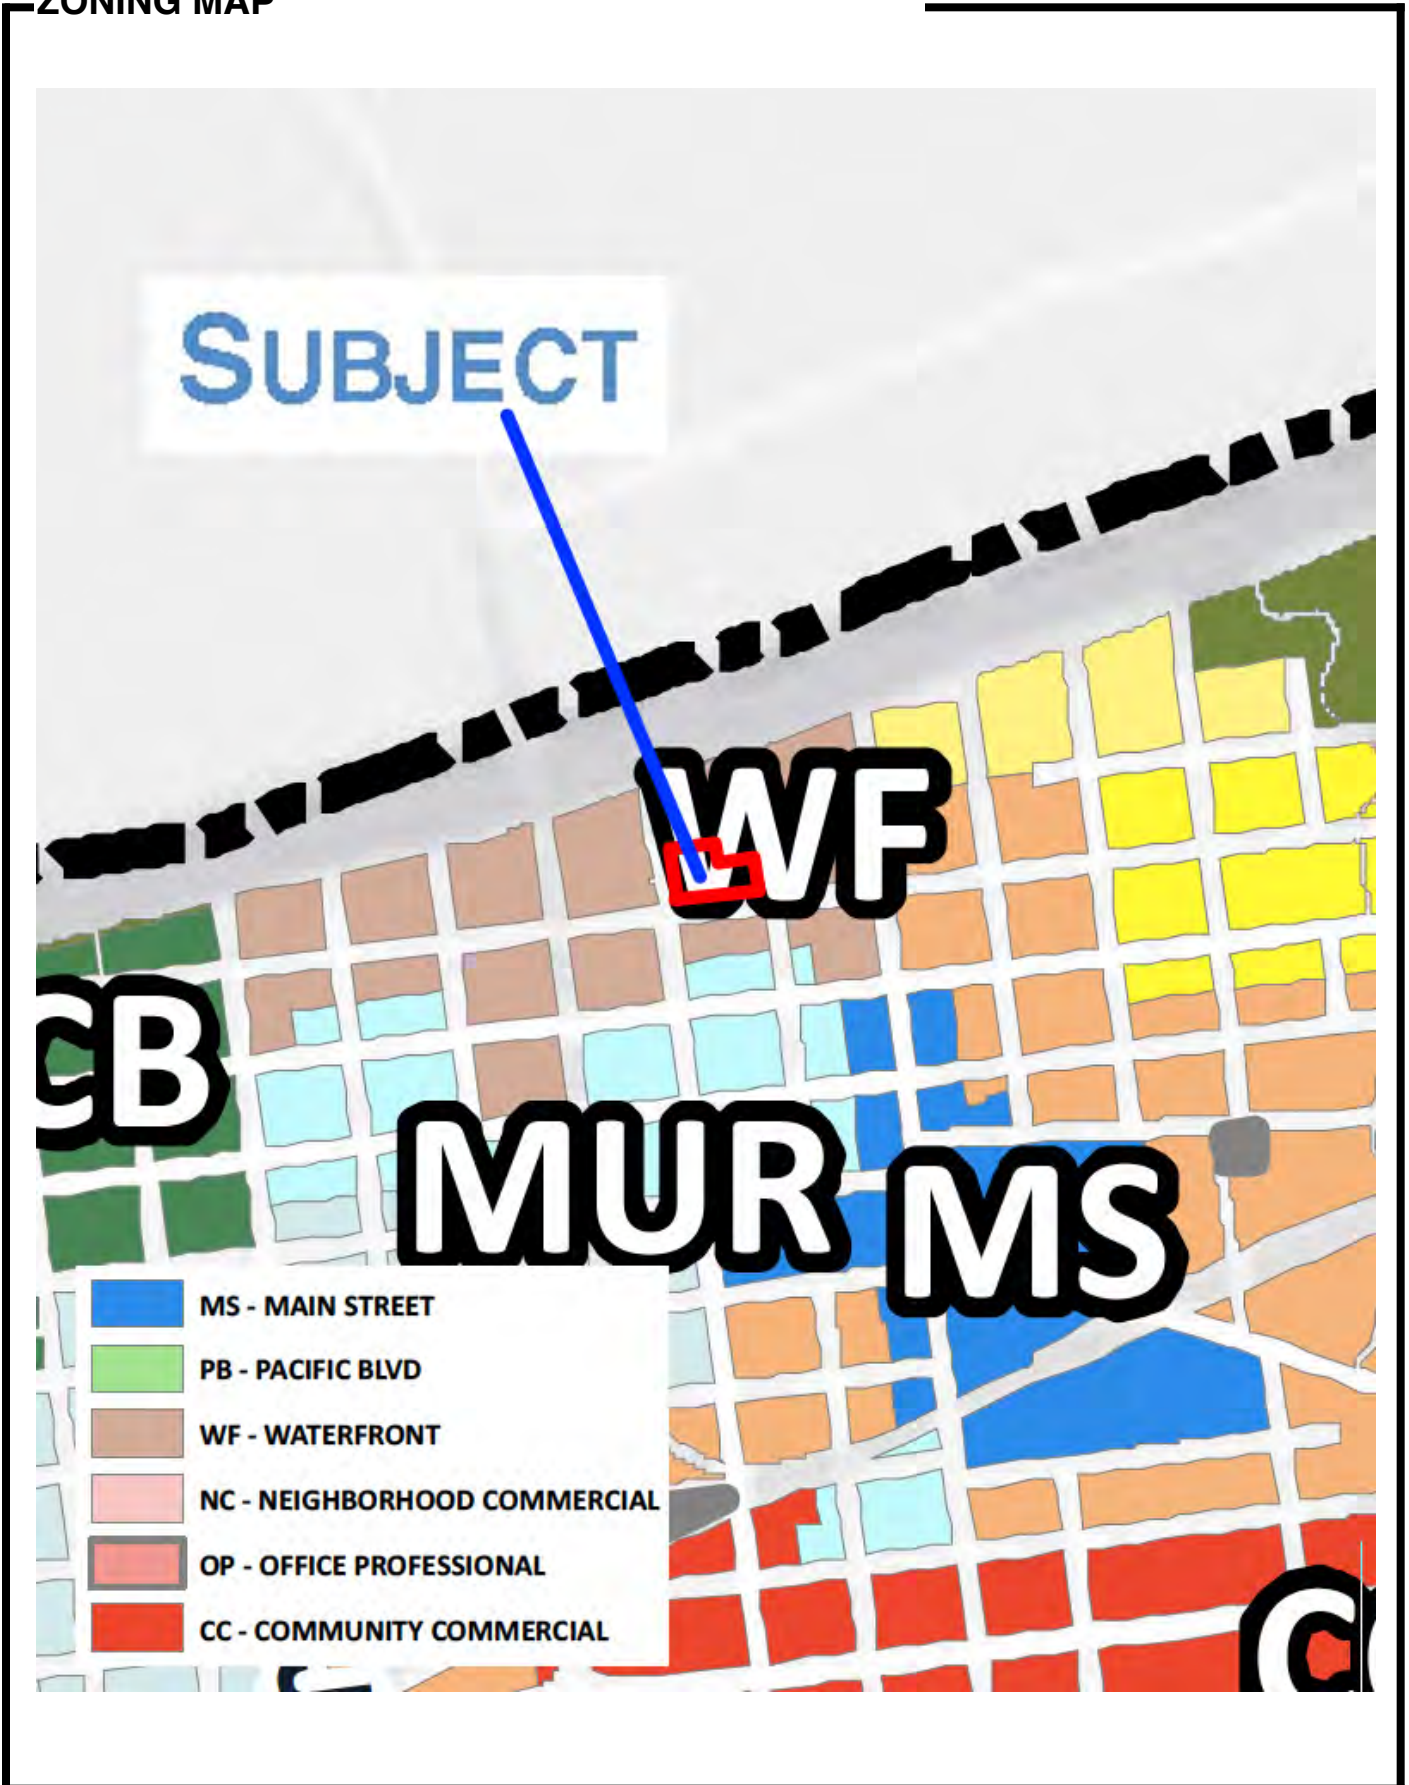 ZONING MAP
SUBJECT
WF
CB
MUR
MS
MS - MAIN STREET
PB - PACIFIC BLVD
WF - WATERFRONT
NC - NEIGHBORHOOD COMMERCIAL
OP - OFFICE PROFESSIONAL
CC - COMMUNITY COMMERCIAL
CC